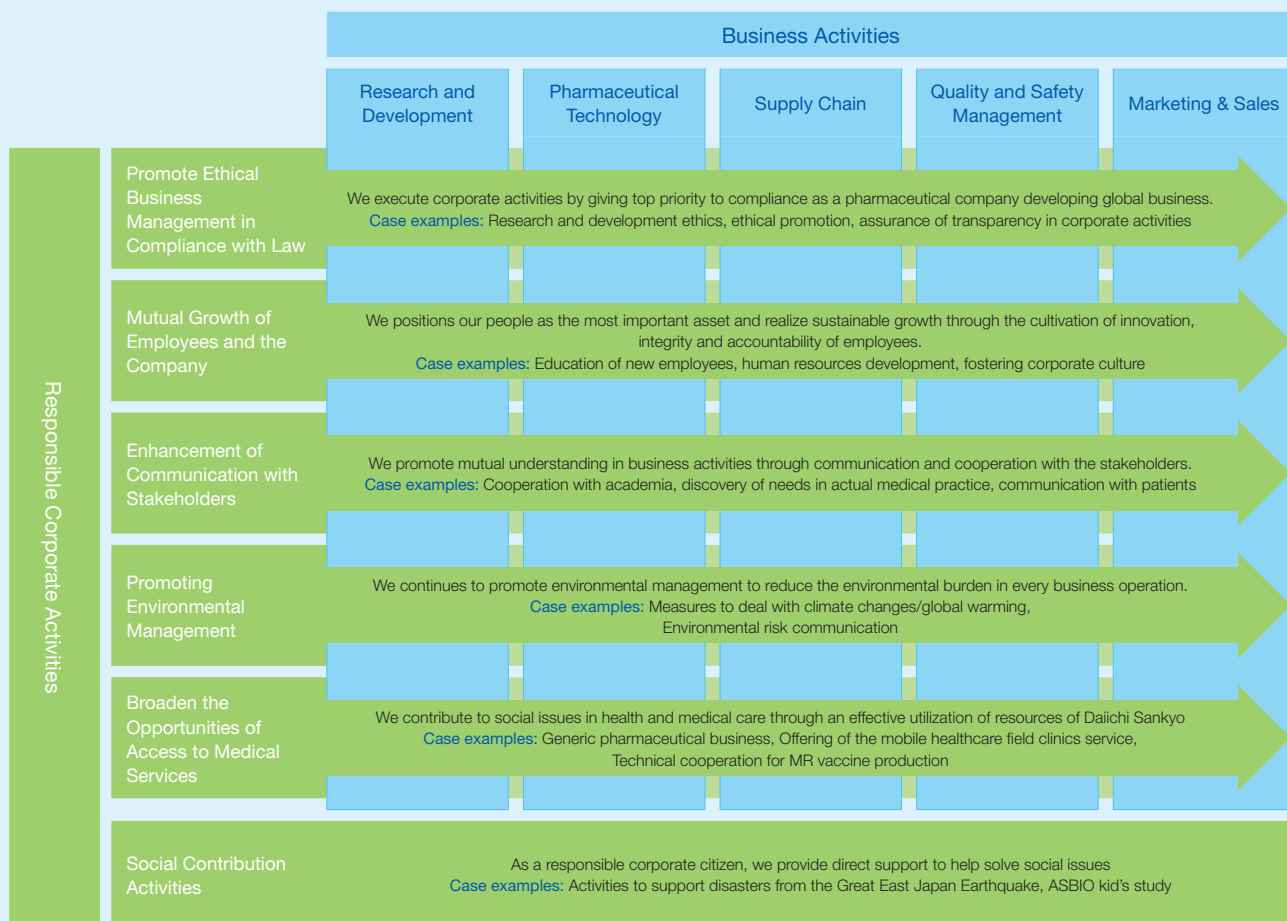 Business Activities
Research and
Development
Pharmaceutical
Technology
Supply Chain
Quality and Safety
Management
Marketing & Sales
Responsible Corporate Activities
Promote Ethical
Business
Management in
Compliance with Law
We execute corporate activities by giving top priority to compliance as a pharmaceutical company developing global business.
Case examples: Research and development ethics, ethical promotion, assurance of transparency in corporate activities
Mutual Growth of
Employees and the
Company
We positions our people as the most important asset and realize sustainable growth through the cultivation of innovation,
integrity and accountability of employees.
Case examples: Education of new employees, human resources development, fostering corporate culture
Enhancement of
Communication with
Stakeholders
We promote mutual understanding in business activities through communication and cooperation with the stakeholders.
Case examples: Cooperation with academia, discovery of needs in actual medical practice, communication with patients
Promoting
Environmental
Management
We continues to promote environmental management to reduce the environmental burden in every business operation.
Case examples: Measures to deal with climate changes/global warming,
Environmental risk communication
Broaden the
Opportunities of
Access to Medical
Services
We contribute to social issues in health and medical care through an effective utilization of resources of Daiichi Sankyo
Case examples: Generic pharmaceutical business, Offering of the mobile healthcare field clinics service,
Technical cooperation for MR vaccine production
Social Contribution
Activities
As a responsible corporate citizen, we provide direct support to help solve social issues
Case examples: Activities to support disasters from the Great East Japan Earthquake, ASBIO kid's study